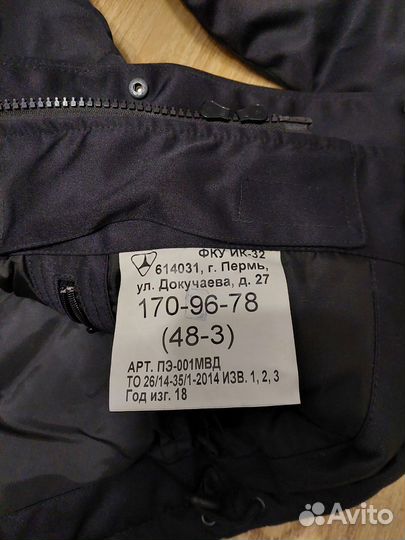 ФКУ ИК-32
614031, г. Пермь,
ул. Докучаева, д. 27
170-96-78
(48-3)
АРТ. ПЭ-001МВД
ТО 26/14-35/1-2014 ИЗВ. 1, 2, 3
Год изг. 18
Avito